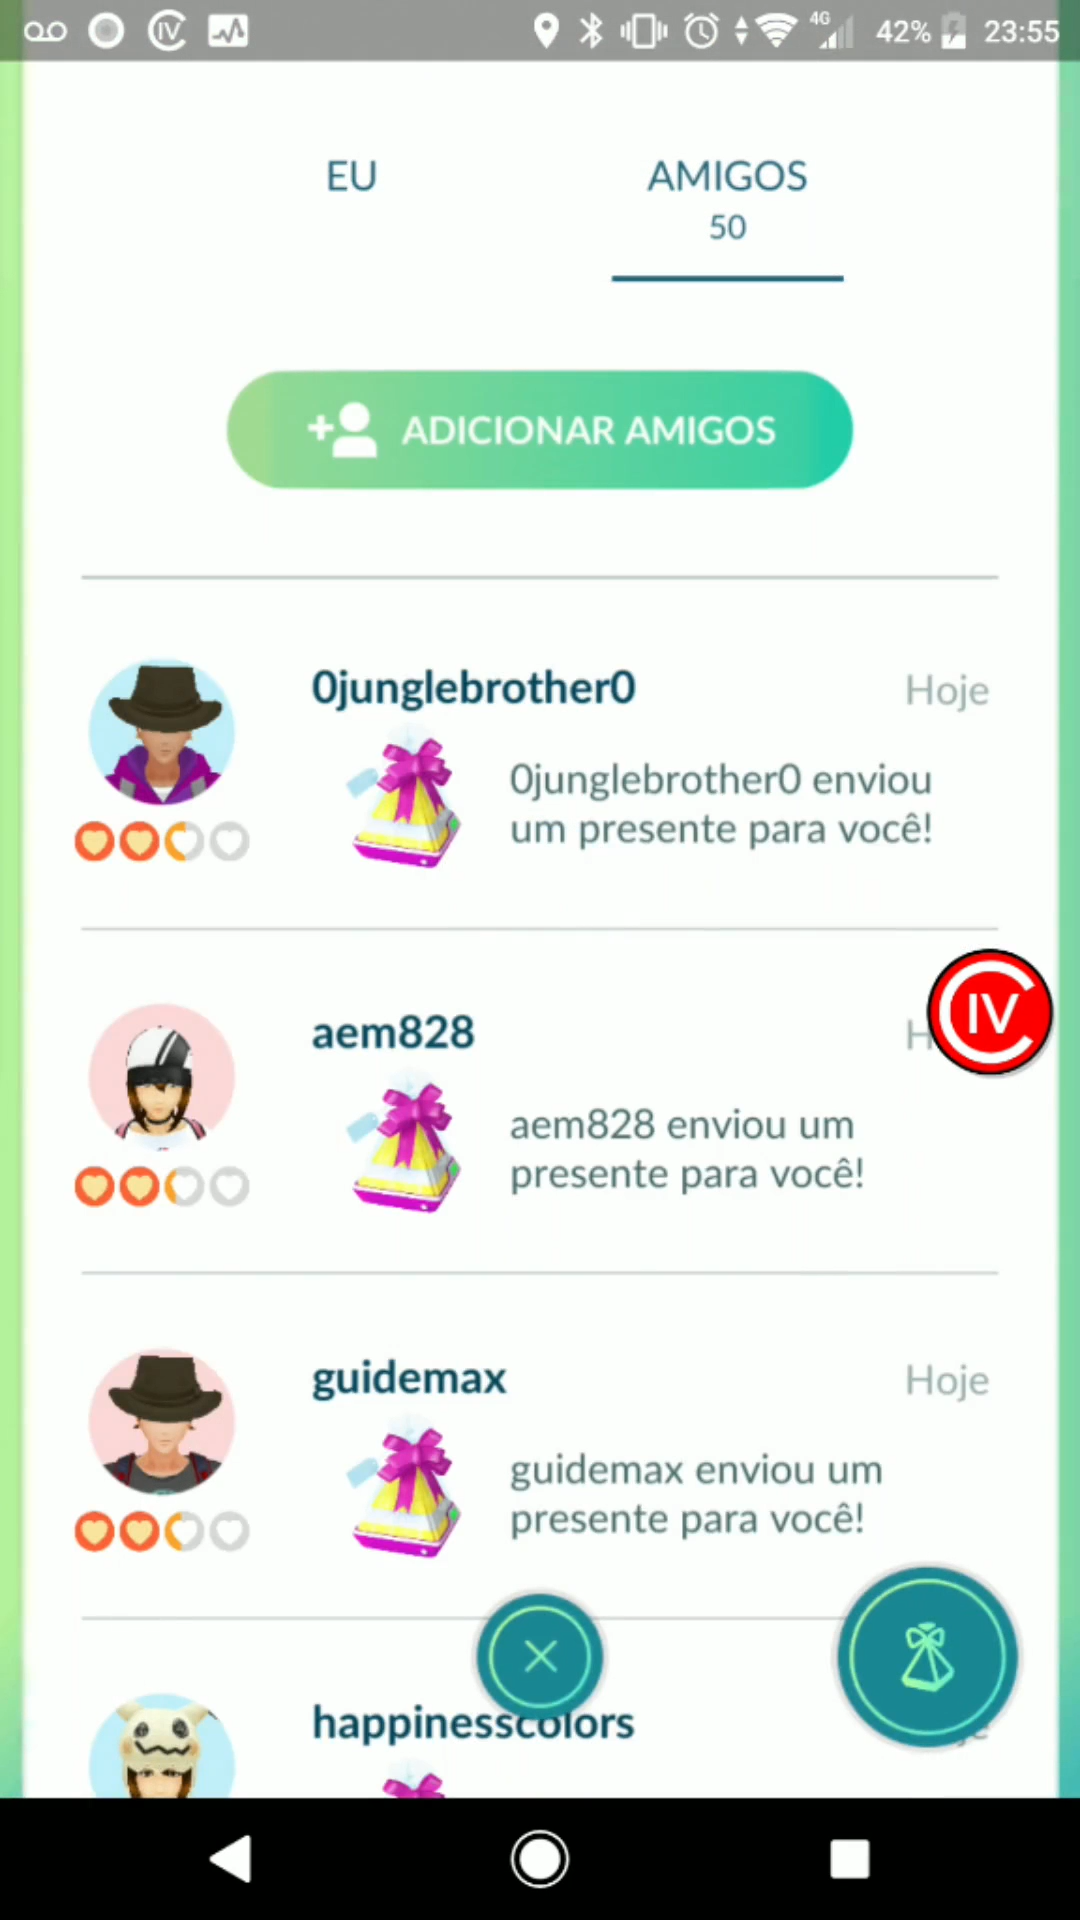 4G 42% 23:55
EU
AMIGOS
50
ADICIONAR AMIGOS
0junglebrother0
Hoje
0junglebrother0 enviou
um presente para você!
aem828
IV
aem828 enviou um
presente para você!
guidemax
Hoje
guidemax enviou um
presente para você!
happinesscolors